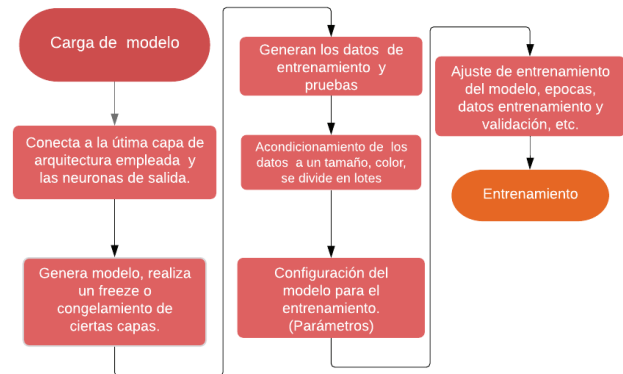 Carga de modelo
Conecta a la útima capa de
arquitectura empleada y
las neuronas de salida.
Genera modelo, realiza
un freeze o
congelamiento de
ciertas capas.
Generan los datos de
entrenamiento y
pruebas
Acondicionamiento de los
datos a un tamaño, color,
se divide en lotes
Configuración del
modelo para el
entrenamiento.
(Parámetros)
Ajuste de entrenamiento
del modelo, epocas,
datos entrenamiento y
validación, etc.
Entrenamiento